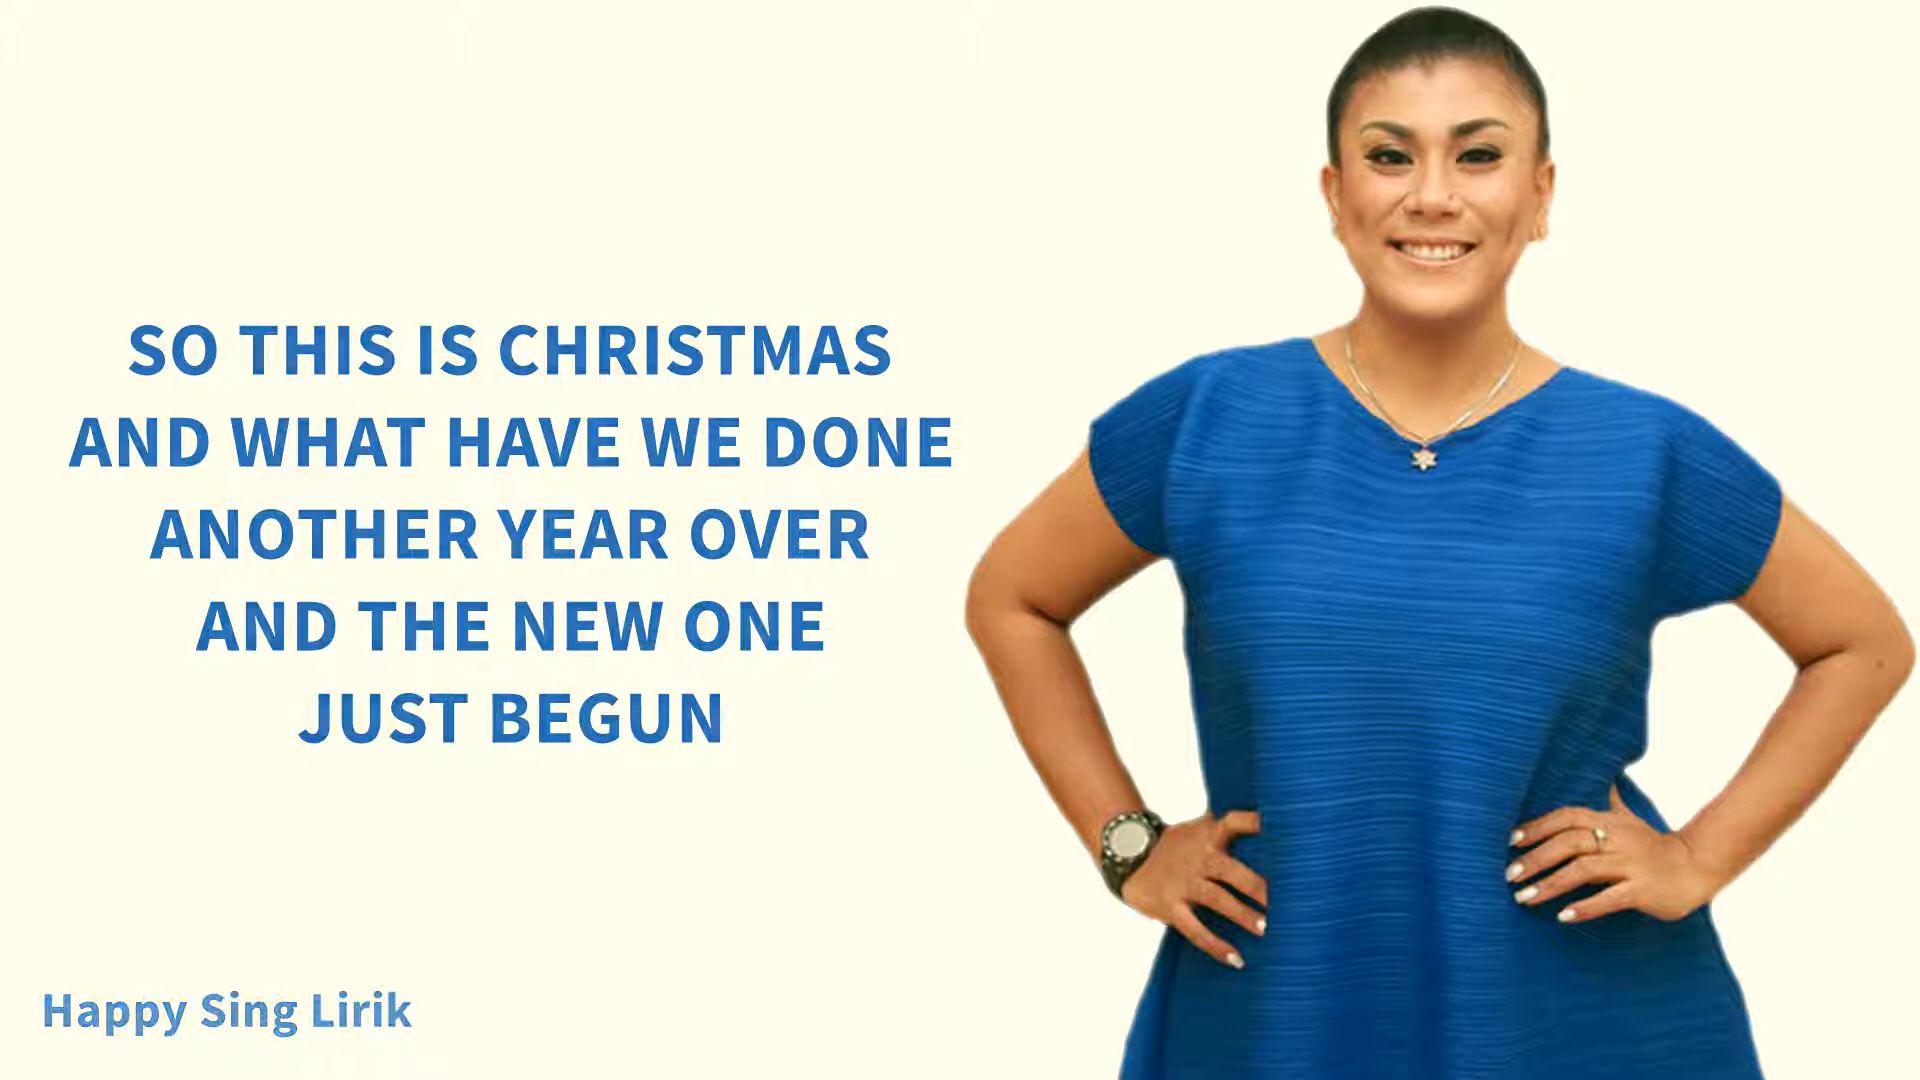 SO THIS IS CHRISTMAS
AND WHAT HAVE WE DONE
ANOTHER YEAR OVER
AND THE NEW ONE
JUST BEGUN
Happy Sing Lirik